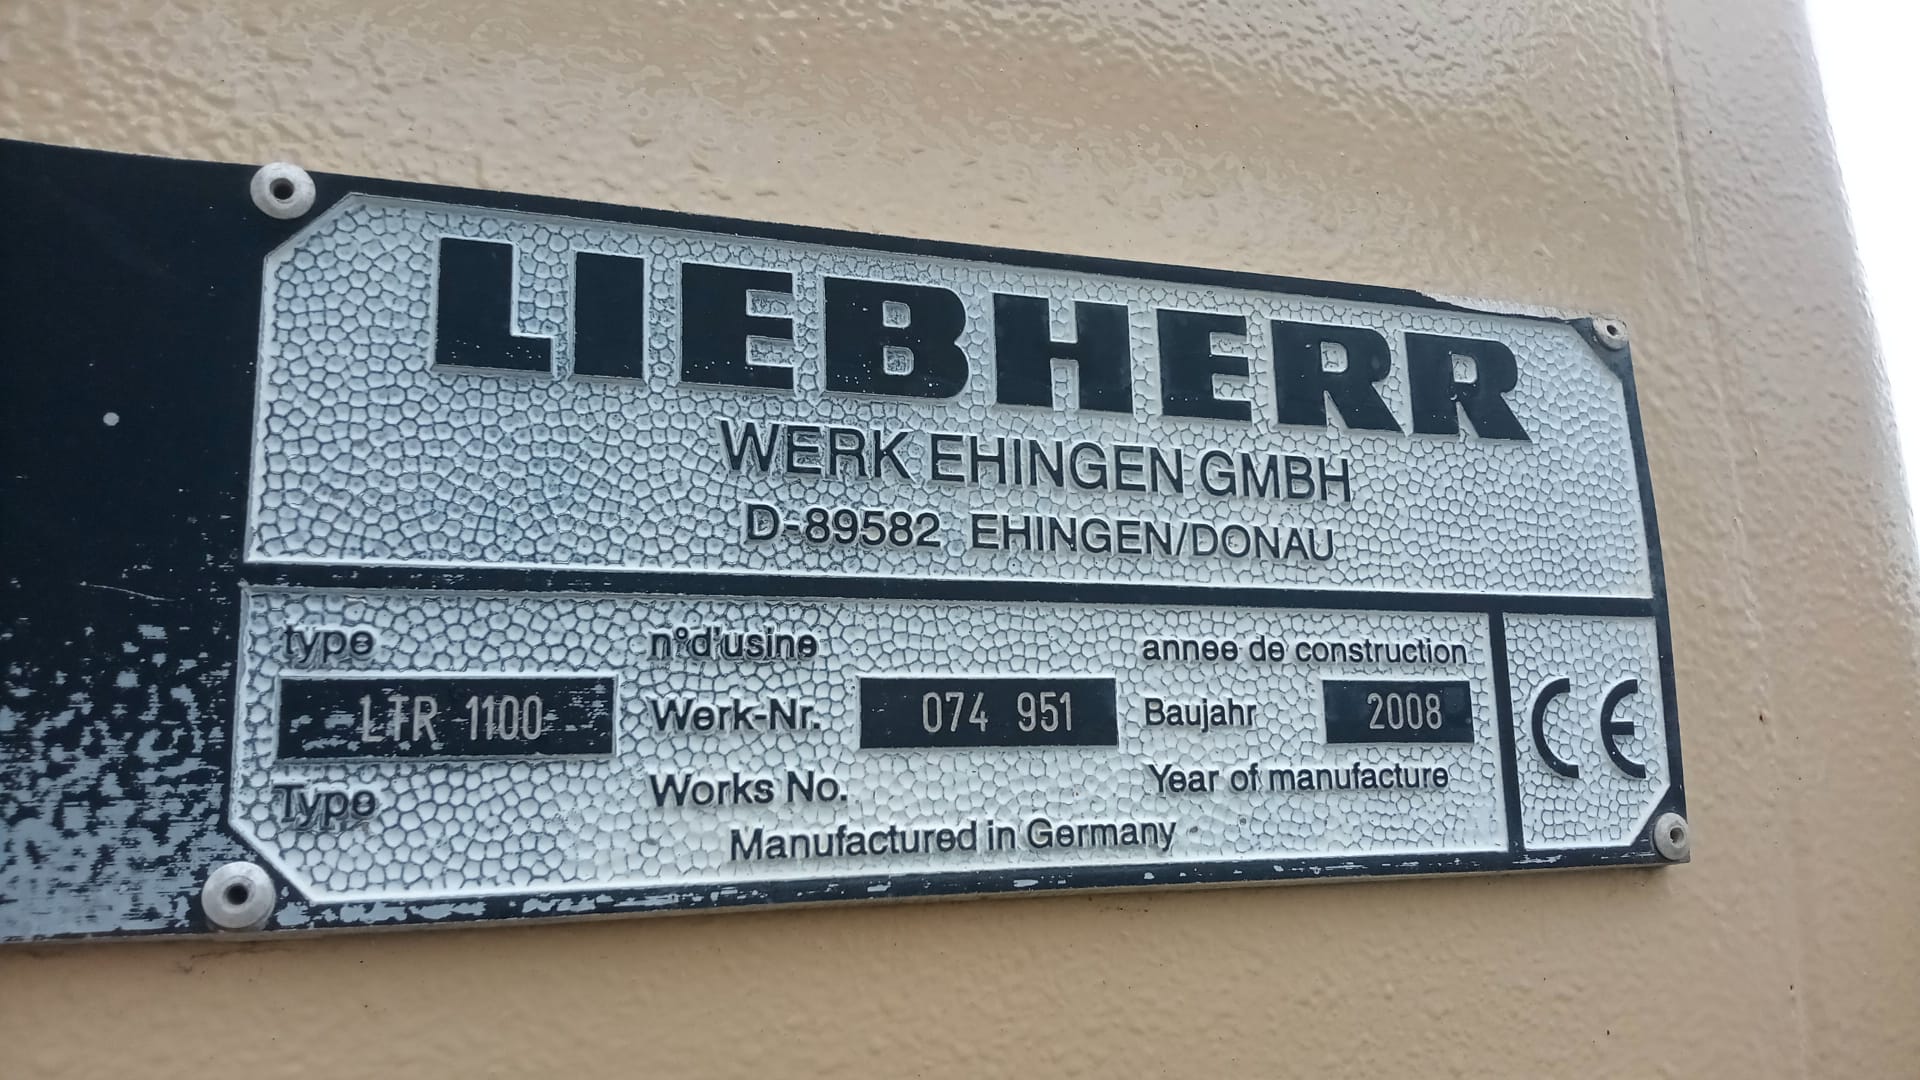 LIEBHERR
WERK EHINGEN GMBH
D-89582 EHINGEN/DONAU
type n°d'usine annee de construction
LTR 1100 Werk-Nr. 074 951 Baujahr 2008 CE
Type Works No. Year of manufacture
Manufactured in Germany